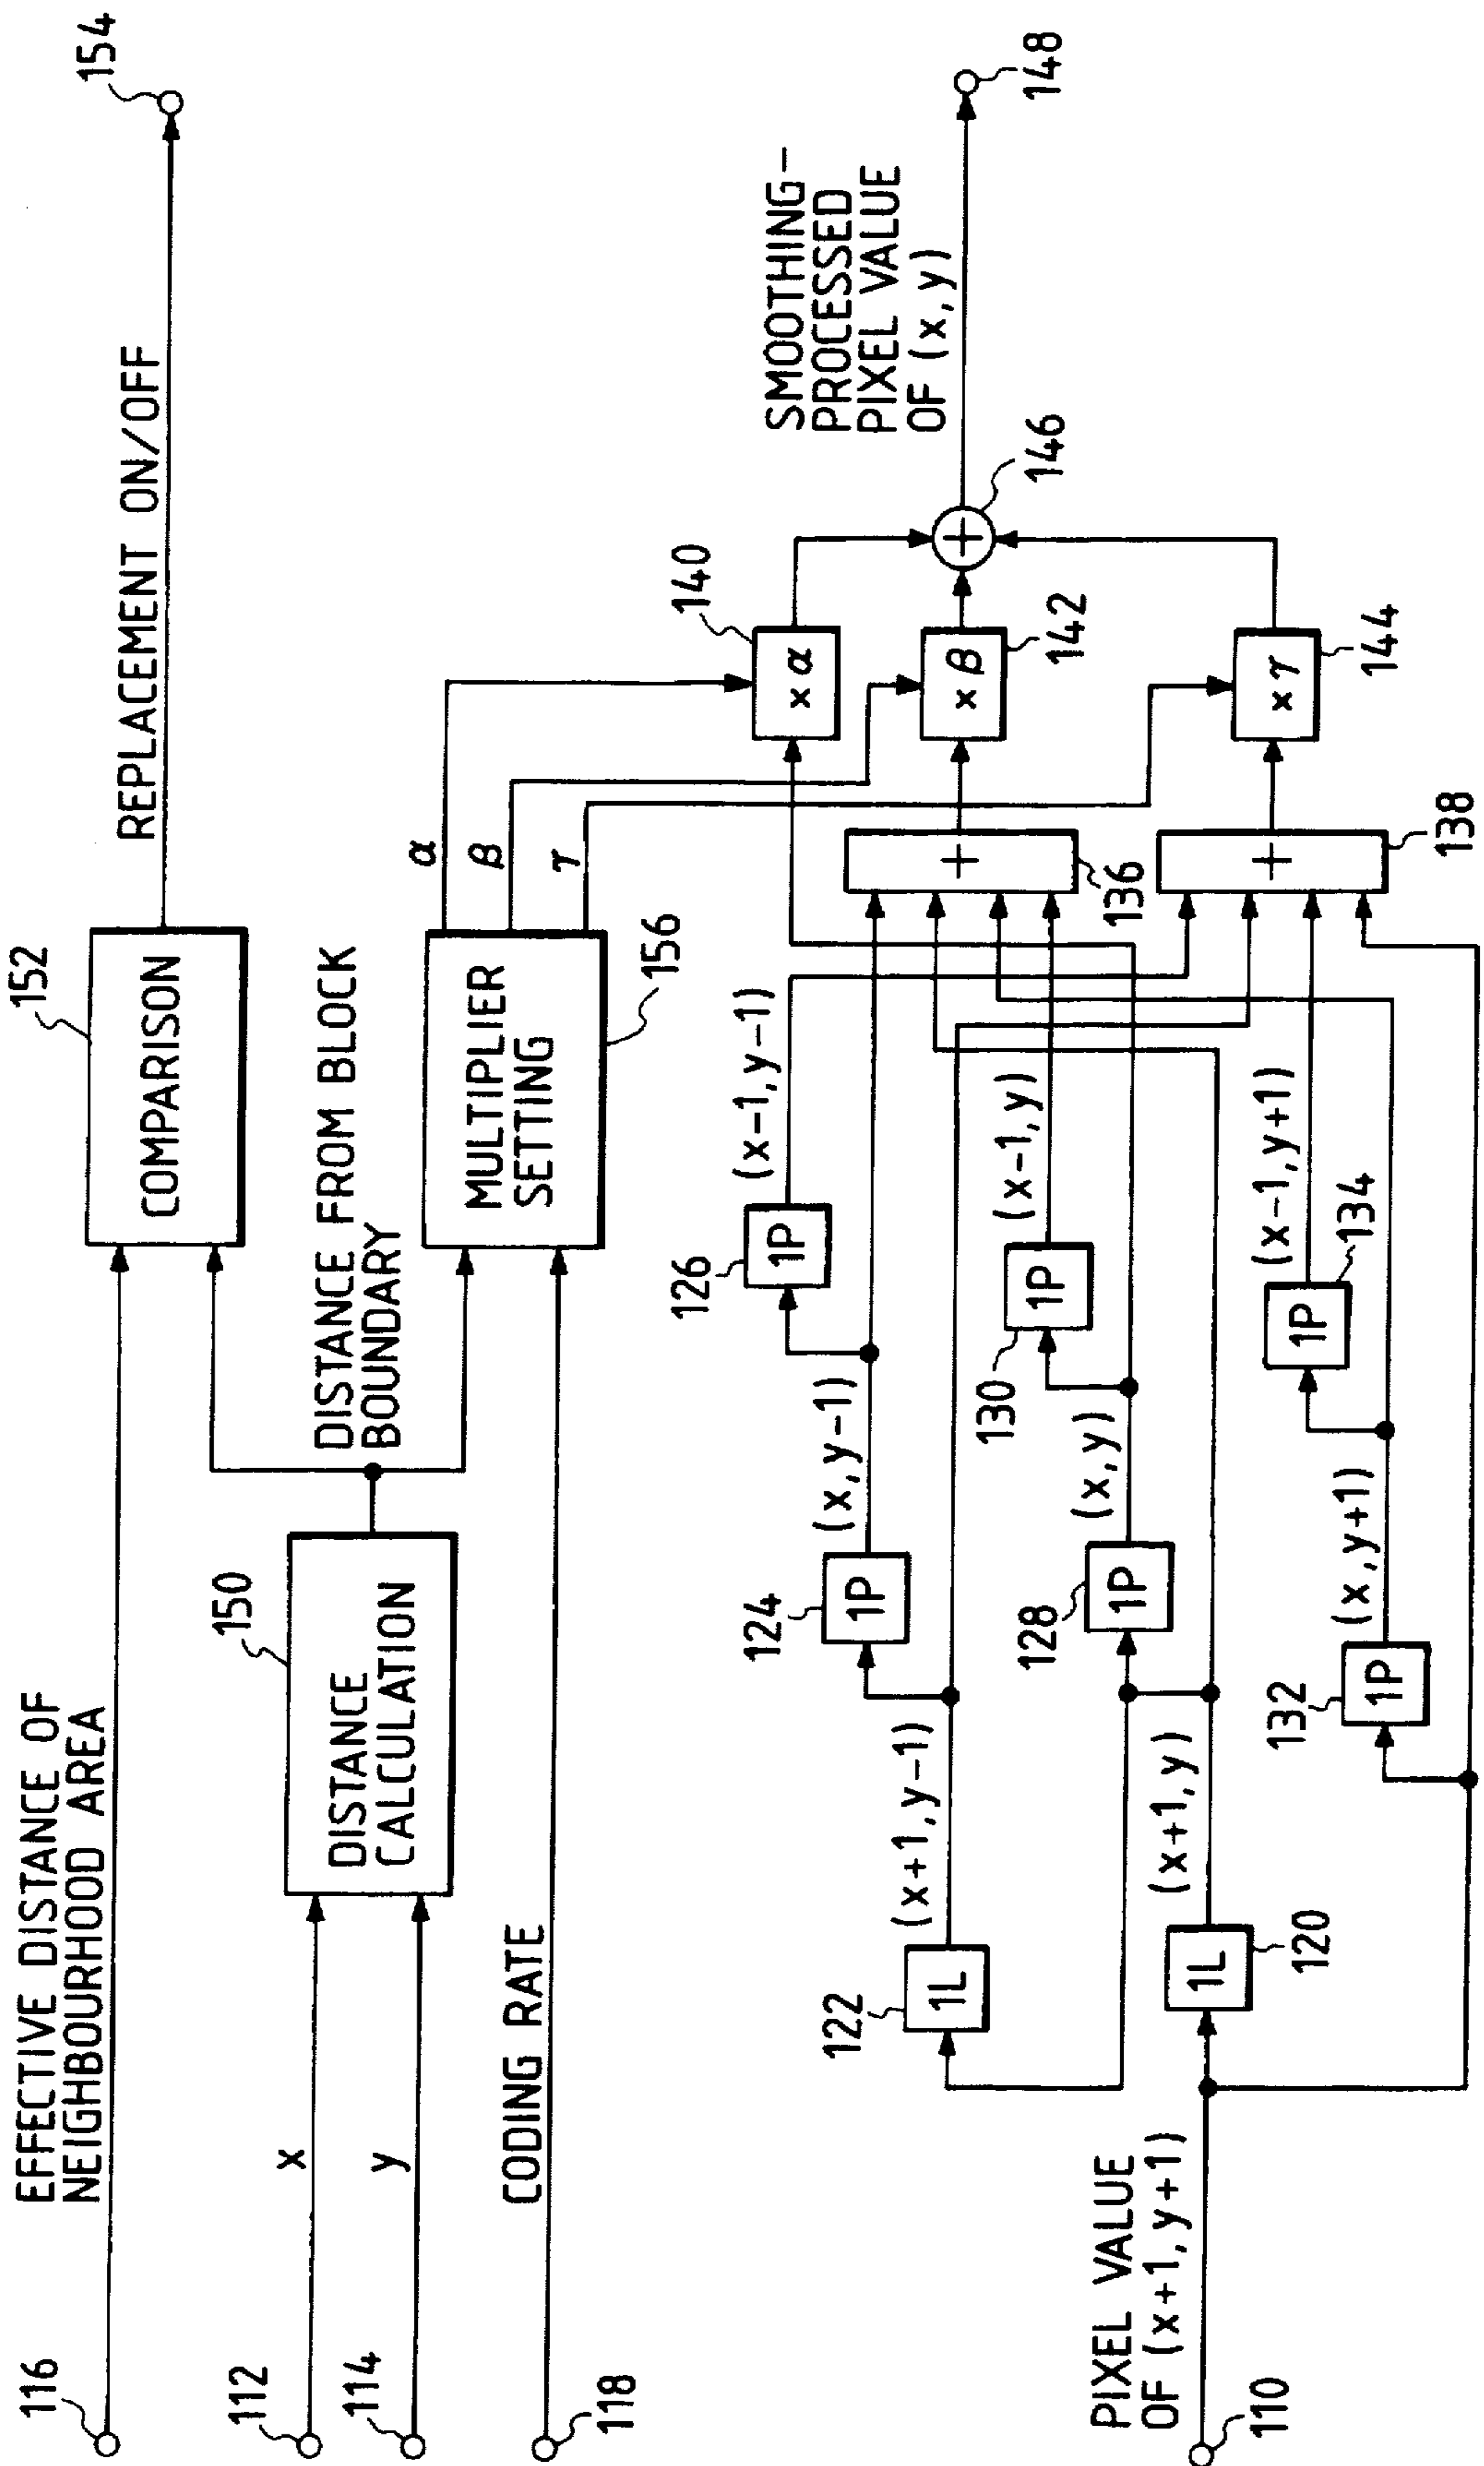 116
EFFECTIVE DISTANCE OF
NEIGHBOURHOOD AREA
152
COMPARISON
REPLACEMENT ON/OFF
154
112
x
114
y
150
DISTANCE
CALCULATION
DISTANCE FROM BLOCK
BOUNDARY
118
CODING RATE
MULTIPLIER
SETTING
156
α
β
γ
122
1L
(x+1,y-1)
124
1P
(x,y-1)
126
1P
(x-1,y-1)
140
×α
SMOOTHING-
PROCESSED
PIXEL VALUE
OF (x,y)
128
1P
(x,y)
130
1P
(x-1,y)
+
136
×β
142
+
146
148
PIXEL VALUE
OF (x+1,y+1)
110
1L
120
(x+1,y)
132
1P
(x,y+1)
1P
134
(x-1,y+1)
+
138
×γ
144